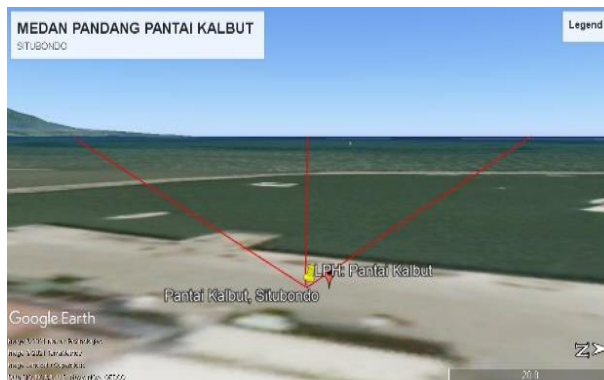 MEDAN PANDANG PANTAI KALBUT
SITUBONDO
Legend
LPH: Pantai Kalbut
Pantai Kalbut, Situbondo
Google Earth
N
20.0